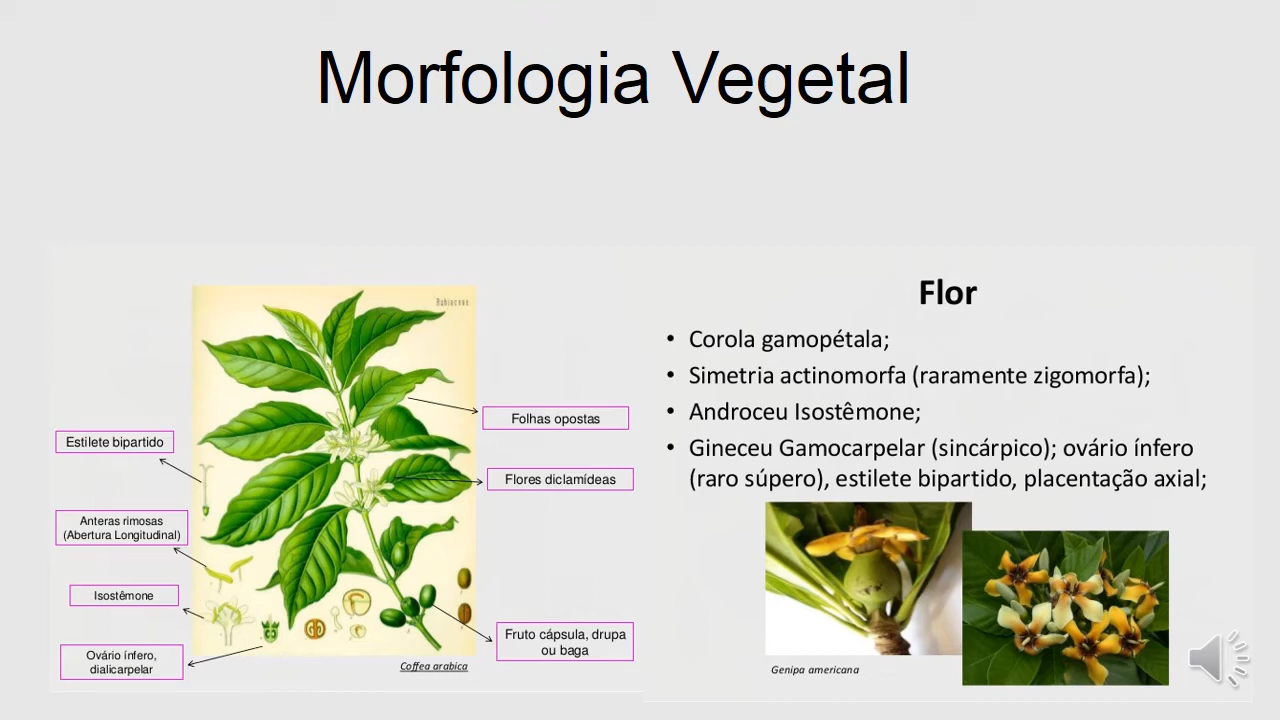 Morfologia Vegetal
Rubiaceae.
Folhas opostas
Estilete bipartido
Flores diclamídeas
Anteras rimosas
(Abertura Longitudinal)
Isostêmone
Fruto cápsula, drupa
ou baga
Ovário ínfero,
dialicarpelar
Coffea arabica
Flor
• Corola gamopétala;
• Simetria actinomorfa (raramente zigomorfa);
• Androceu Isostêmone;
• Gineceu Gamocarpelar (sincárpico); ovário ínfero
(raro súpero), estilete bipartido, placentação axial;
Genipa americana